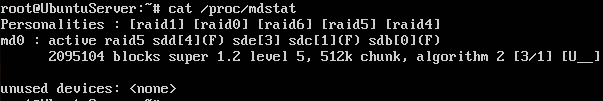 root@UbuntuServer:~# cat /proc/mdstat
Personalities : [raid1] [raid0] [raid6] [raid5] [raid4]
md0 : active raid5 sdd[4](F) sde[3] sdc[1](F) sdb[0](F)
2095104 blocks super 1.2 level 5, 512k chunk, algorithm 2 [3/1] [U__]
unused devices: <none>